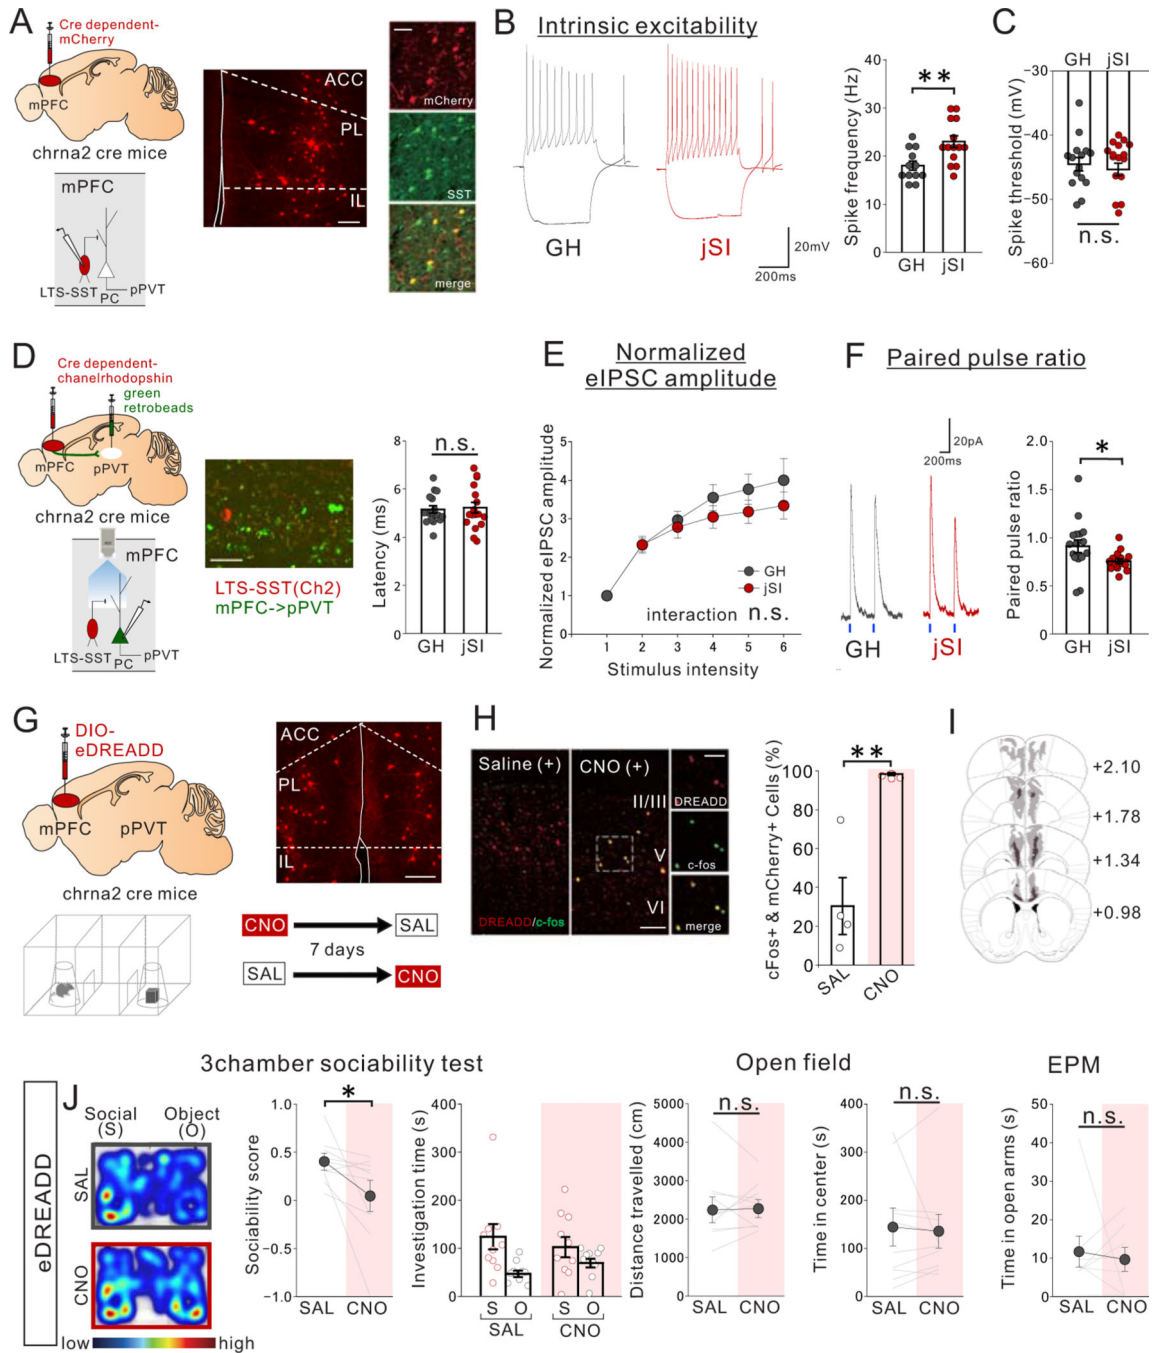 A
Cre dependent-
mCherry
mPFC
chrna2 cre mice
mPFC
LTS-SST
PC
pPVT
ACC
PL
IL
mCherry
SST
merge
B
Intrinsic excitability
GH
jSI
20mV
200ms
Spike frequency (Hz)
40
30
20
10
0
**
GH
jSI
C
GH
jSI
Spike threshold (mV)
−30
−40
−50
−60
n.s.
D
Cre dependent-
chanelrhodopshin
green
retrobeads
mPFC
pPVT
chrna2 cre mice
mPFC
LTS-SST
PC
pPVT
LTS-SST(Ch2)
mPFC->pPVT
Latency (ms)
8
6
4
2
0
n.s.
GH
jSI
E
Normalized
eIPSC amplitude
Normalized eIPSC amplitude
5
4
3
2
1
0
GH
jSI
interaction n.s.
1 2 3 4 5 6
Stimulus intensity
F
Paired pulse ratio
20pA
200ms
GH
jSI
Paired pulse ratio
2.0
1.5
1.0
0.5
0
*
GH
jSI
G
DIO-
eDREADD
mPFC
pPVT
chrna2 cre mice
ACC
PL
IL
CNO
SAL
7 days
SAL
CNO
H
Saline (+)
CNO (+)
II/III
V
VI
DREADD/c-fos
DREADD
c-fos
merge
cFos+ & mCherry+ Cells (%)
100
80
60
40
20
0
**
SAL
CNO
I
+2.10
+1.78
+1.34
+0.98
eDREADD
J
3chamber sociability test
Open field
EPM
Social
(S)
Object
(O)
SAL
CNO
low
high
Sociability score
1.0
0.5
0
−0.5
−1.0
*
SAL
CNO
Investigation time (s)
400
300
200
100
0
S O S O
SAL
CNO
Distance travelled (cm)
5000
4000
3000
2000
1000
0
n.s.
SAL
CNO
Time in center (s)
400
300
200
100
0
n.s.
SAL
CNO
Time in open arms (s)
50
40
30
20
10
0
n.s.
SAL
CNO